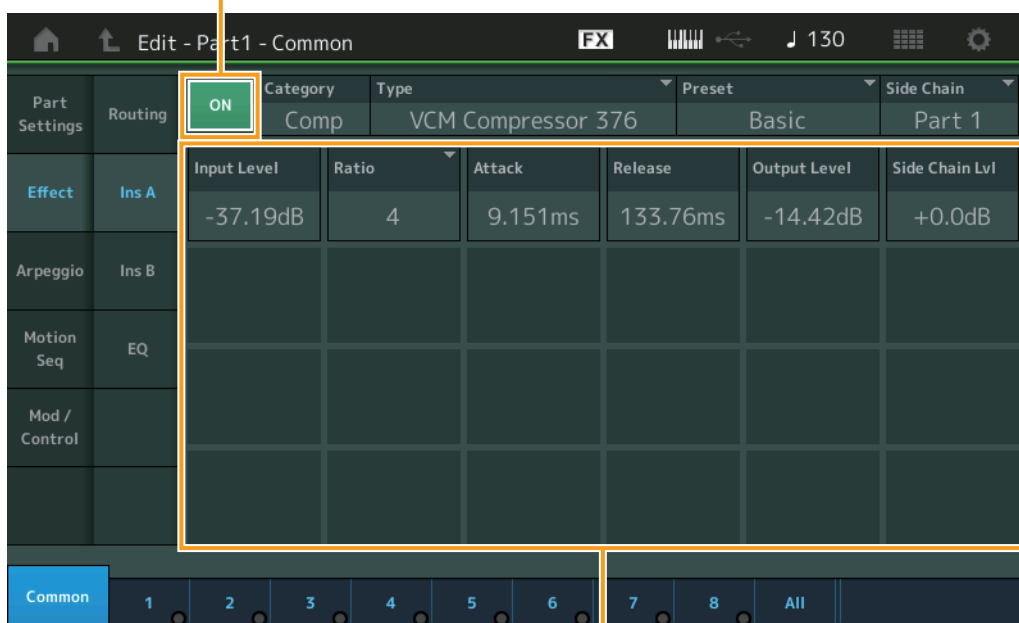 Edit - Part1 - Common FX ♩ 130
Part Settings
Routing
ON
Category
Comp
Type
VCM Compressor 376
Preset
Basic
Side Chain
Part 1
Effect
Ins A
Input Level
-37.19dB
Ratio
4
Attack
9.151ms
Release
133.76ms
Output Level
-14.42dB
Side Chain Lvl
+0.0dB
Arpeggio
Ins B
Motion Seq
EQ
Mod / Control
Common 1 2 3 4 5 6 7 8 All